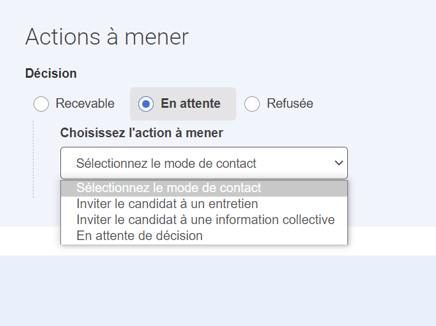 Actions à mener
Décision
Recevable En attente Refusée
Choisissez l'action à mener
Sélectionnez le mode de contact
Sélectionnez le mode de contact
Inviter le candidat à un entretien
Inviter le candidat à une information collective
En attente de décision